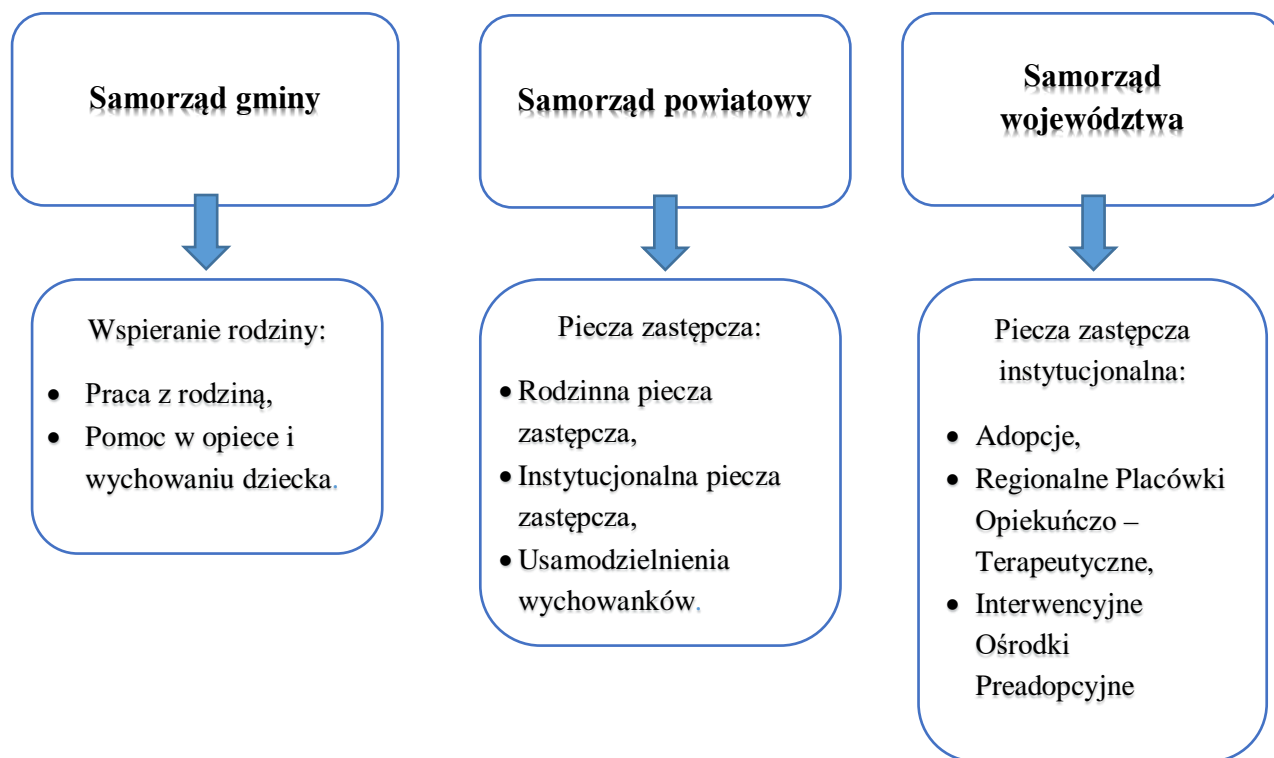 Samorząd gminy
Wspieranie rodziny:
• Praca z rodziną,
• Pomoc w opiece i
wychowaniu dziecka.
Samorząd powiatowy
Piecza zastępcza:
• Rodzinna piecza
zastępcza,
• Instytucjonalna piecza
zastępcza,
• Usamodzielnienia
wychowanków.
Samorząd
województwa
Piecza zastępcza
instytucjonalna:
• Adopcje,
• Regionalne Placówki
Opiekuńczo –
Terapeutyczne,
• Interwencyjne
Ośrodki
Preadopcyjne